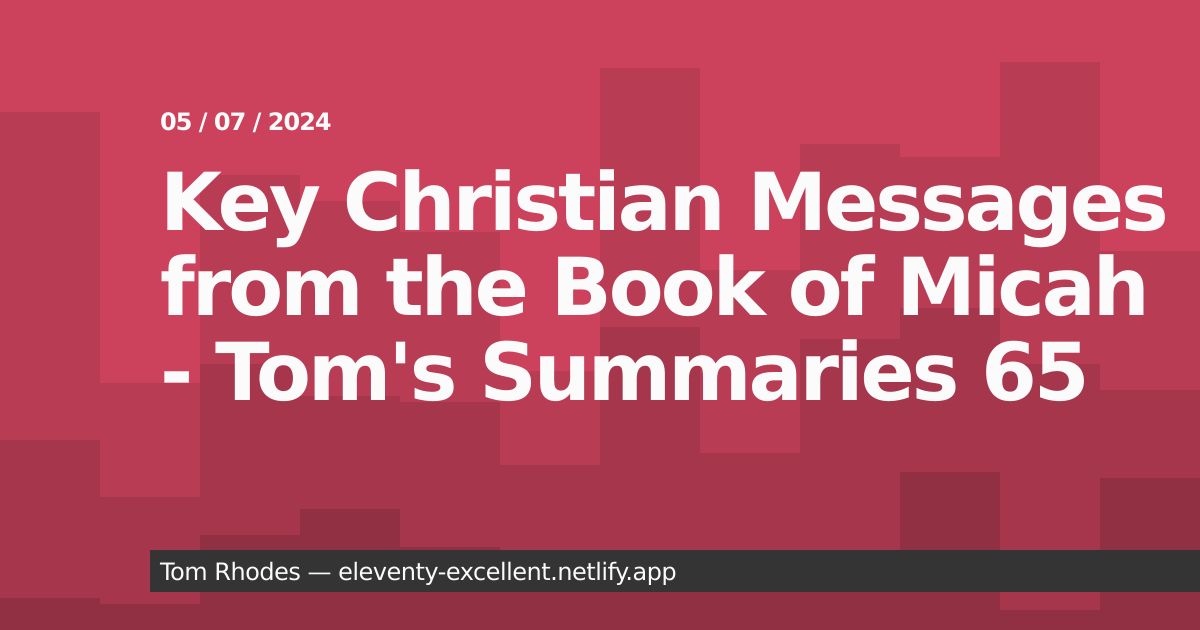 05 / 07 / 2024
Key Christian Messages
from the Book of Micah
- Tom's Summaries 65
Tom Rhodes — eleventy-excellent.netlify.app